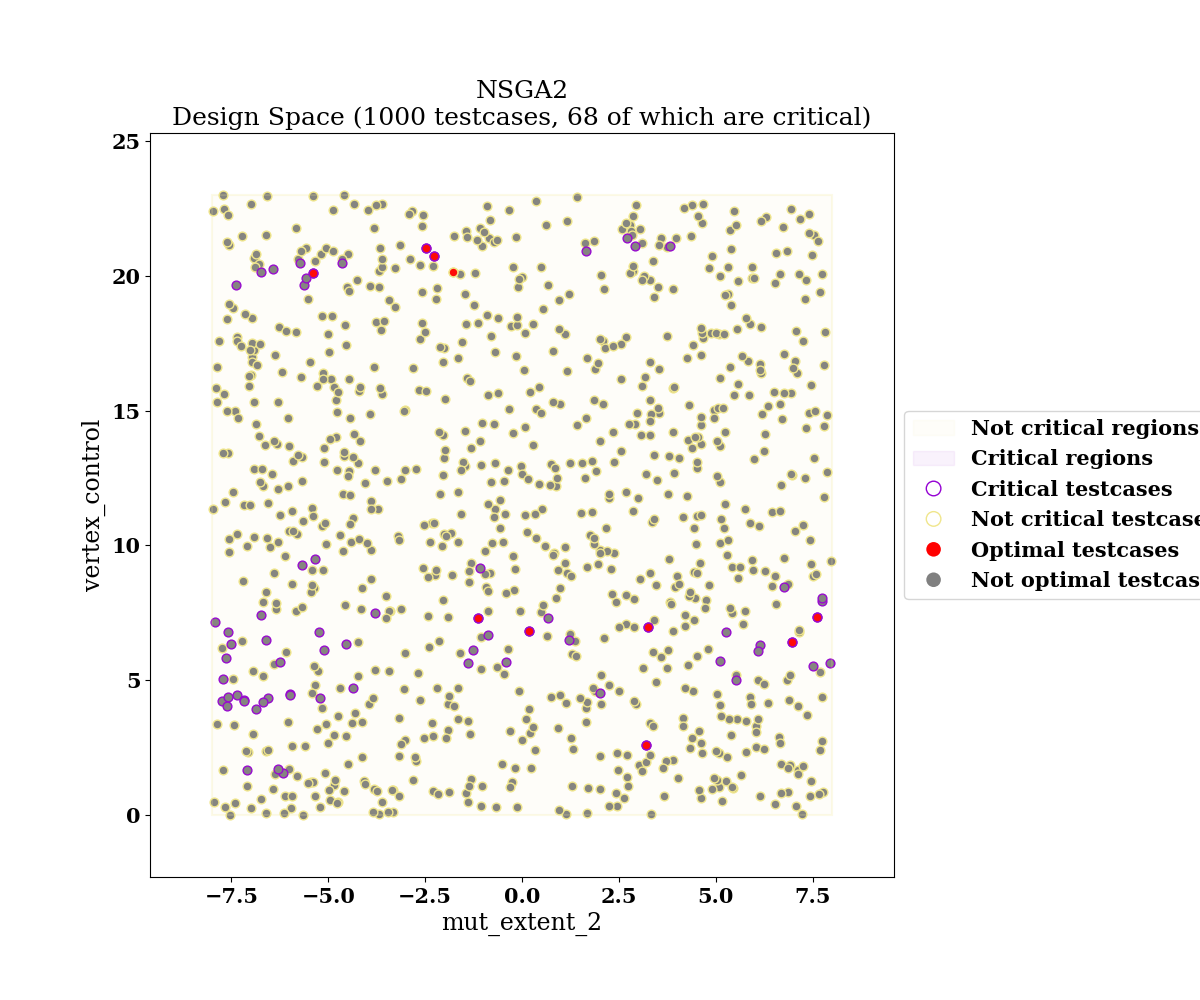 NSGA2
Design Space (1000 testcases, 68 of which are critical)
25
20
15
10
5
0
vertex_control
−7.5
−5.0
−2.5
0.0
2.5
5.0
7.5
mut_extent_2
Not critical regions
Critical regions
Critical testcases
Not critical testcase
Optimal testcases
Not optimal testcas